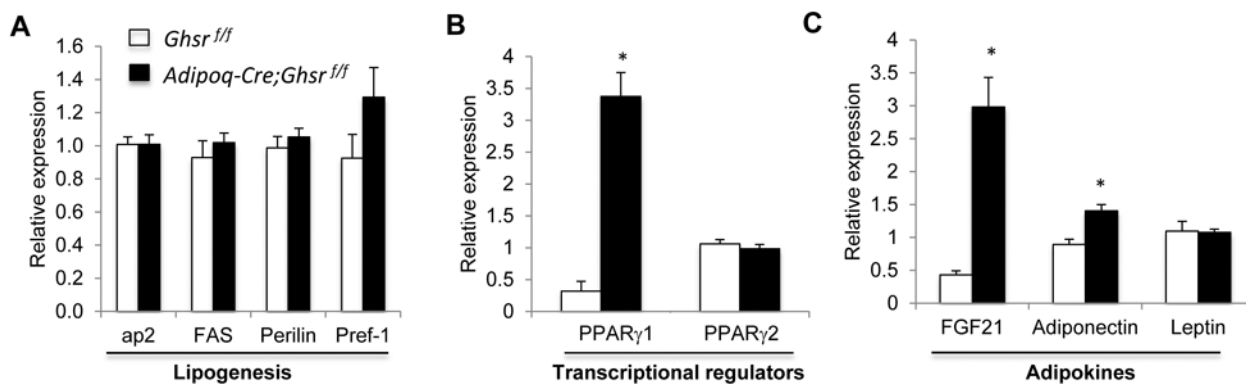 A
Ghsr f/f
Adipoq-Cre;Ghsr f/f
Relative expression
1.6
1.4
1.2
1.0
0.8
0.6
0.4
0.2
0.0
ap2 FAS Perilin Pref-1
Lipogenesis
B
Relative expression
4
3.5
3
2.5
2
1.5
1
0.5
0
*
PPARγ1 PPARγ2
Transcriptional regulators
C
Relative expression
4
3.5
3
2.5
2
1.5
1
0.5
0
*
*
FGF21 Adiponectin Leptin
Adipokines